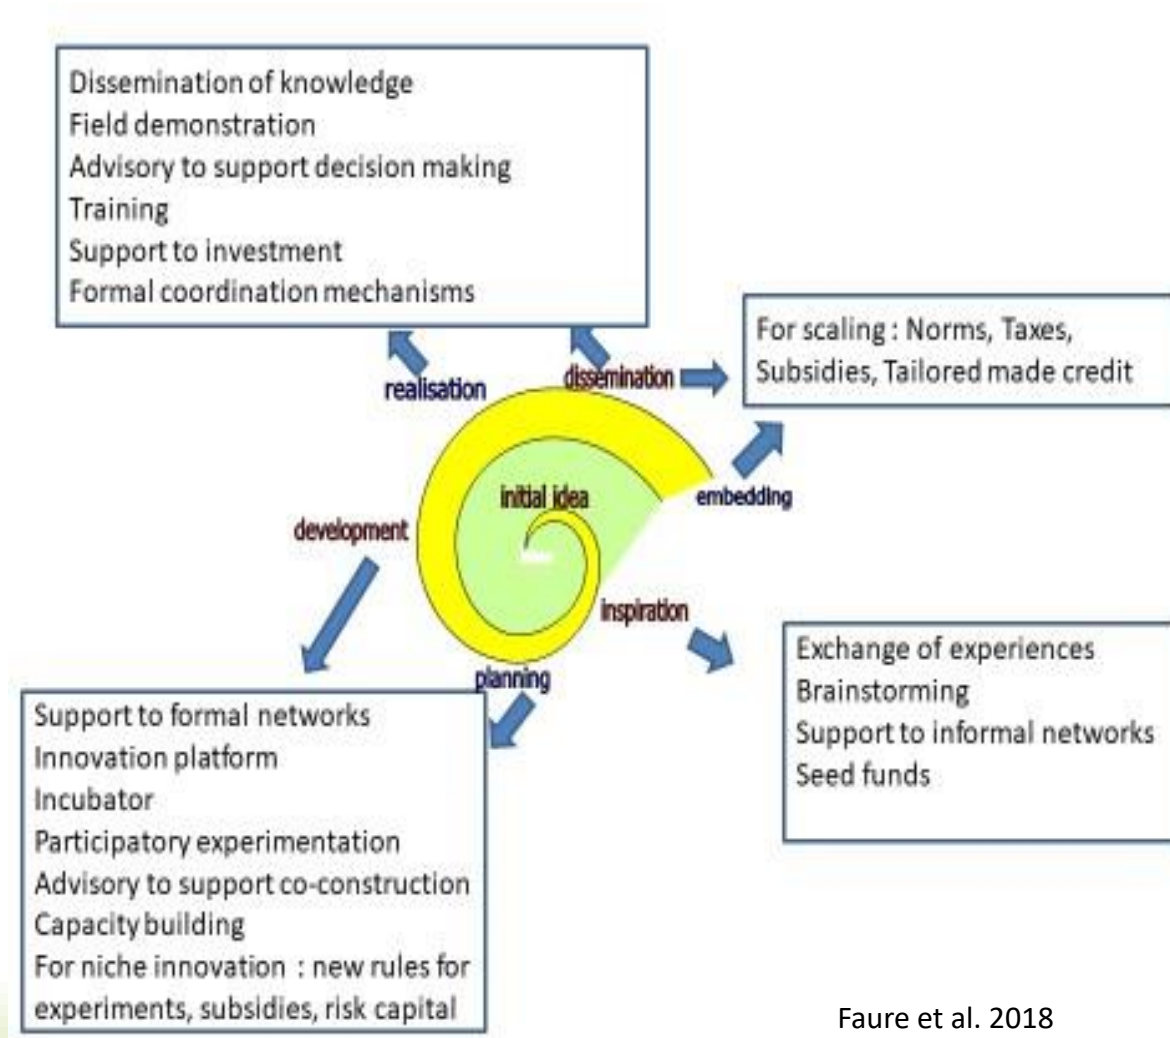 Dissemination of knowledge
Field demonstration
Advisory to support decision making
Training
Support to investment
Formal coordination mechanisms
For scaling : Norms, Taxes,
Subsidies, Tailored made credit
realisation
dissemination
initial idea
embedding
development
inspiration
planning
Exchange of experiences
Brainstorming
Support to informal networks
Seed funds
Support to formal networks
Innovation platform
Incubator
Participatory experimentation
Advisory to support co-construction
Capacity building
For niche innovation : new rules for
experiments, subsidies, risk capital
Faure et al. 2018